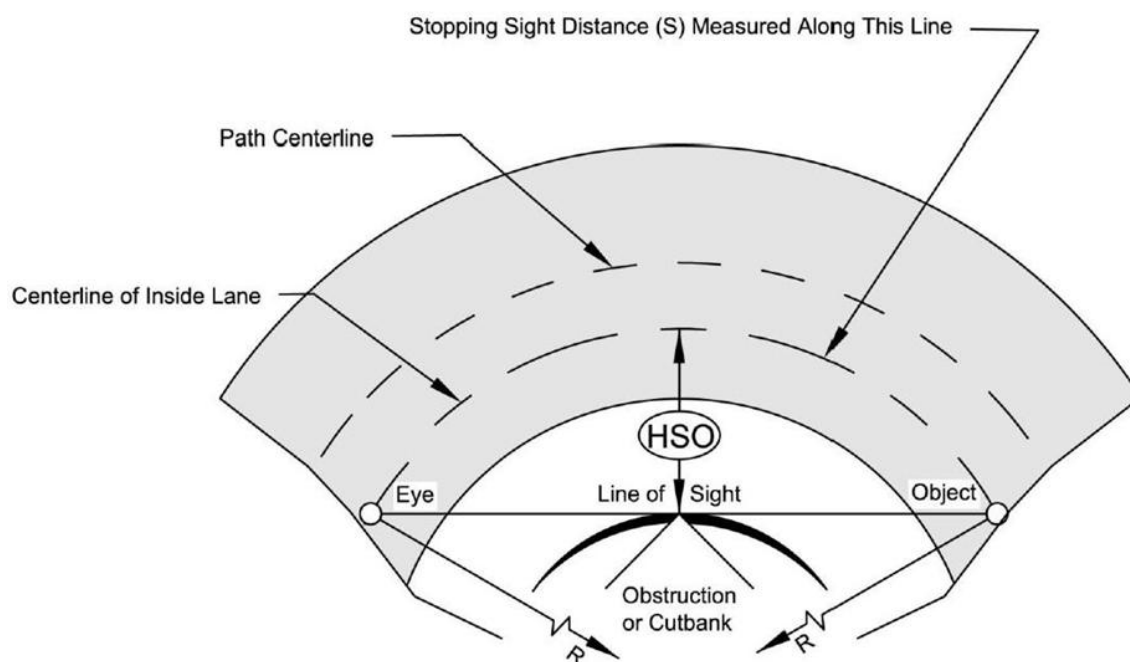 Stopping Sight Distance (S) Measured Along This Line
Path Centerline
Centerline of Inside Lane
HSO
Eye
Line of Sight
Object
Obstruction
or Cutbank
R
R